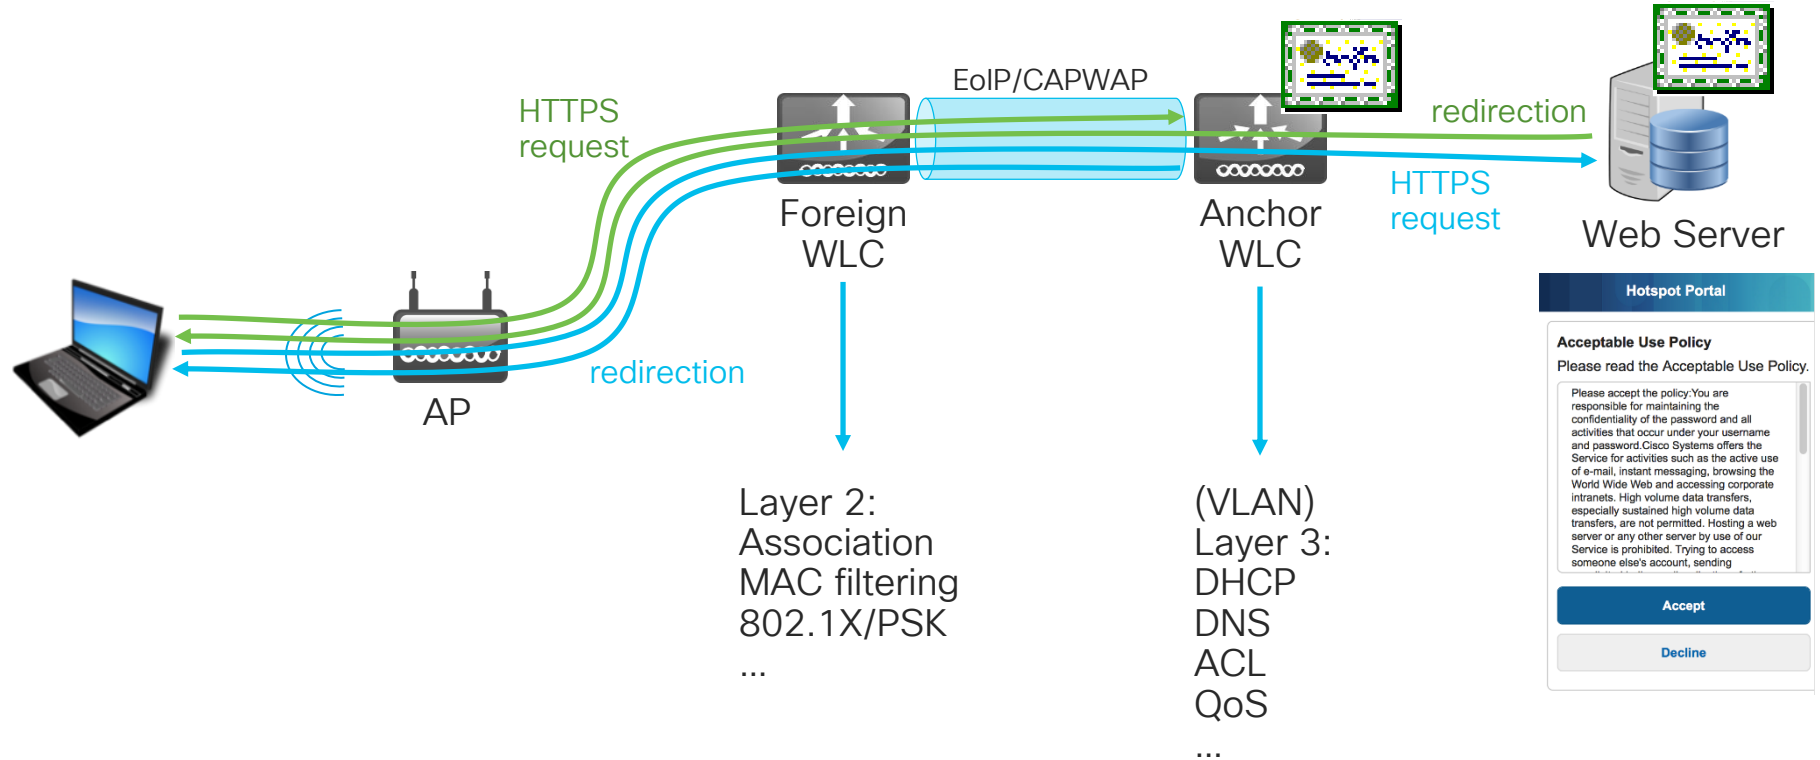 EoIP/CAPWAP
HTTPS
request
redirection
HTTPS
request
Foreign
WLC
Anchor
WLC
Web Server
redirection
AP
Layer 2:
Association
MAC filtering
802.1X/PSK
...
(VLAN)
Layer 3:
DHCP
DNS
ACL
QoS
...
Hotspot Portal
Acceptable Use Policy
Please read the Acceptable Use Policy.
Please accept the policy:You are
responsible for maintaining the
confidentiality of the password and all
activities that occur under your username
and password.Cisco Systems offers the
Service for activities such as the active use
of e-mail, instant messaging, browsing the
World Wide Web and accessing corporate
intranets. High volume data transfers,
especially sustained high volume data
transfers, are not permitted. Hosting a web
server or any other server by use of our
Service is prohibited. Trying to access
someone else's account, sending
Accept
Decline